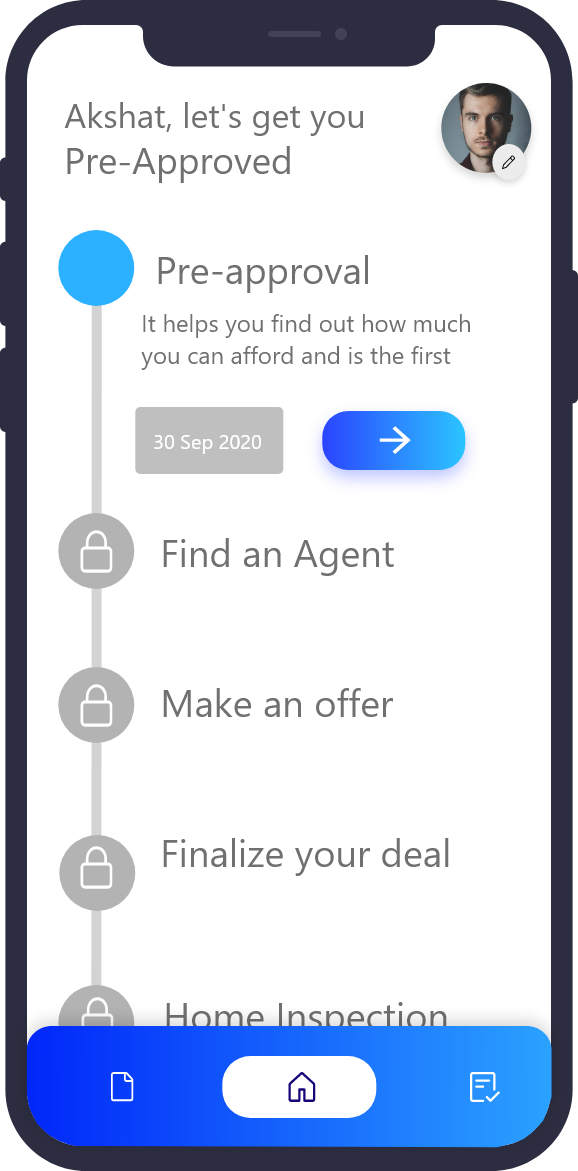 Akshat, let's get you
Pre-Approved
Pre-approval
It helps you find out how much
you can afford and is the first
30 Sep 2020
Find an Agent
Make an offer
Finalize your deal
Home Inspection